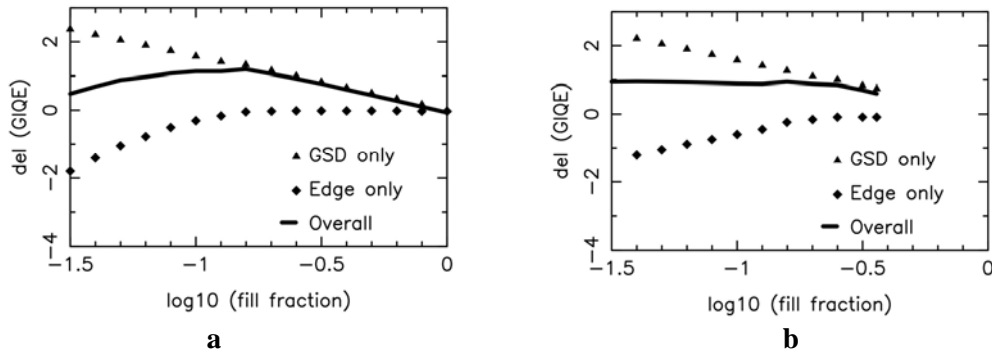 del (GIQE)
2
0
−2
−4
GSD only
Edge only
Overall
−1.5
−1
−0.5
0
log10 (fill fraction)
a
del (GIQE)
2
0
−2
−4
GSD only
Edge only
Overall
−1.5
−1
−0.5
0
log10 (fill fraction)
b